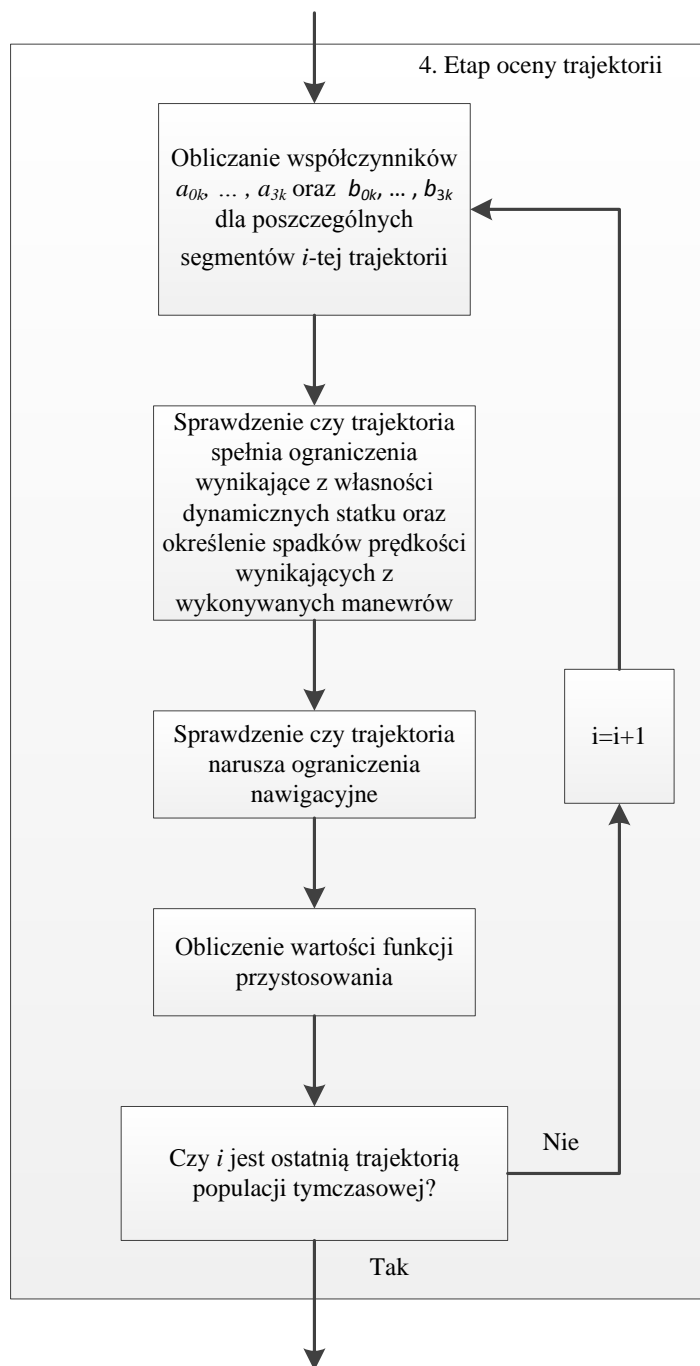 4. Etap oceny trajektorii
Obliczanie współczynników
a0k, ... , a3k oraz b0k, ... , b3k
dla poszczególnych
segmentów i-tej trajektorii
Sprawdzenie czy trajektoria
spełnia ograniczenia
wynikające z własności
dynamicznych statku oraz
określenie spadków prędkości
wynikających z
wykonywanych manewrów
Sprawdzenie czy trajektoria
narusza ograniczenia
nawigacyjne
i=i+1
Obliczenie wartości funkcji
przystosowania
Czy i jest ostatnią trajektorią
populacji tymczasowej?
Nie
Tak